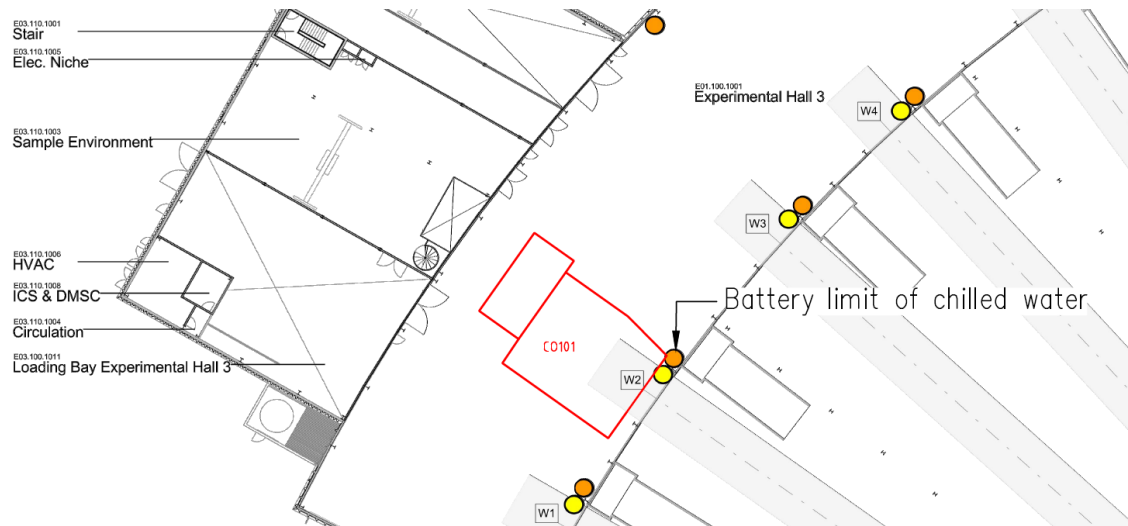 E03.110.1001
Stair
E03.110.1005
Elec. Niche
E03.110.1003
Sample Environment
E03.110.1006
HVAC
E03.110.1008
ICS & DMSC
E03.110.1004
Circulation
E03.100.1011
Loading Bay Experimental Hall 3
E01.100.1001
Experimental Hall 3
W4
W3
Battery limit of chilled water
CO101
W2
W1